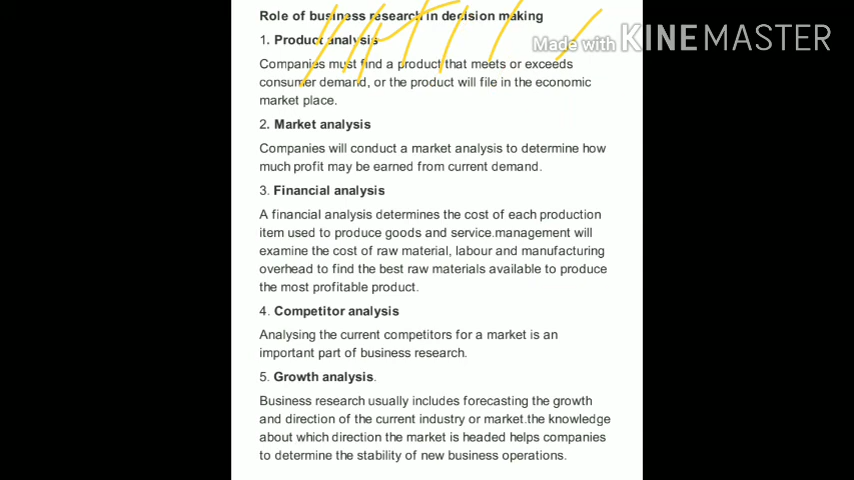 Role of business research in decision making
1. Product analysis
Made with KINEMASTER
Companies must find a product that meets or exceeds
consumer demand, or the product will file in the economic
market place.
2. Market analysis
Companies will conduct a market analysis to determine how
much profit may be earned from current demand.
3. Financial analysis
A financial analysis determines the cost of each production
item used to produce goods and service.management will
examine the cost of raw material, labour and manufacturing
overhead to find the best raw materials available to produce
the most profitable product.
4. Competitor analysis
Analysing the current competitors for a market is an
important part of business research.
5. Growth analysis.
Business research usually includes forecasting the growth
and direction of the current industry or market.the knowledge
about which direction the market is headed helps companies
to determine the stability of new business operations.